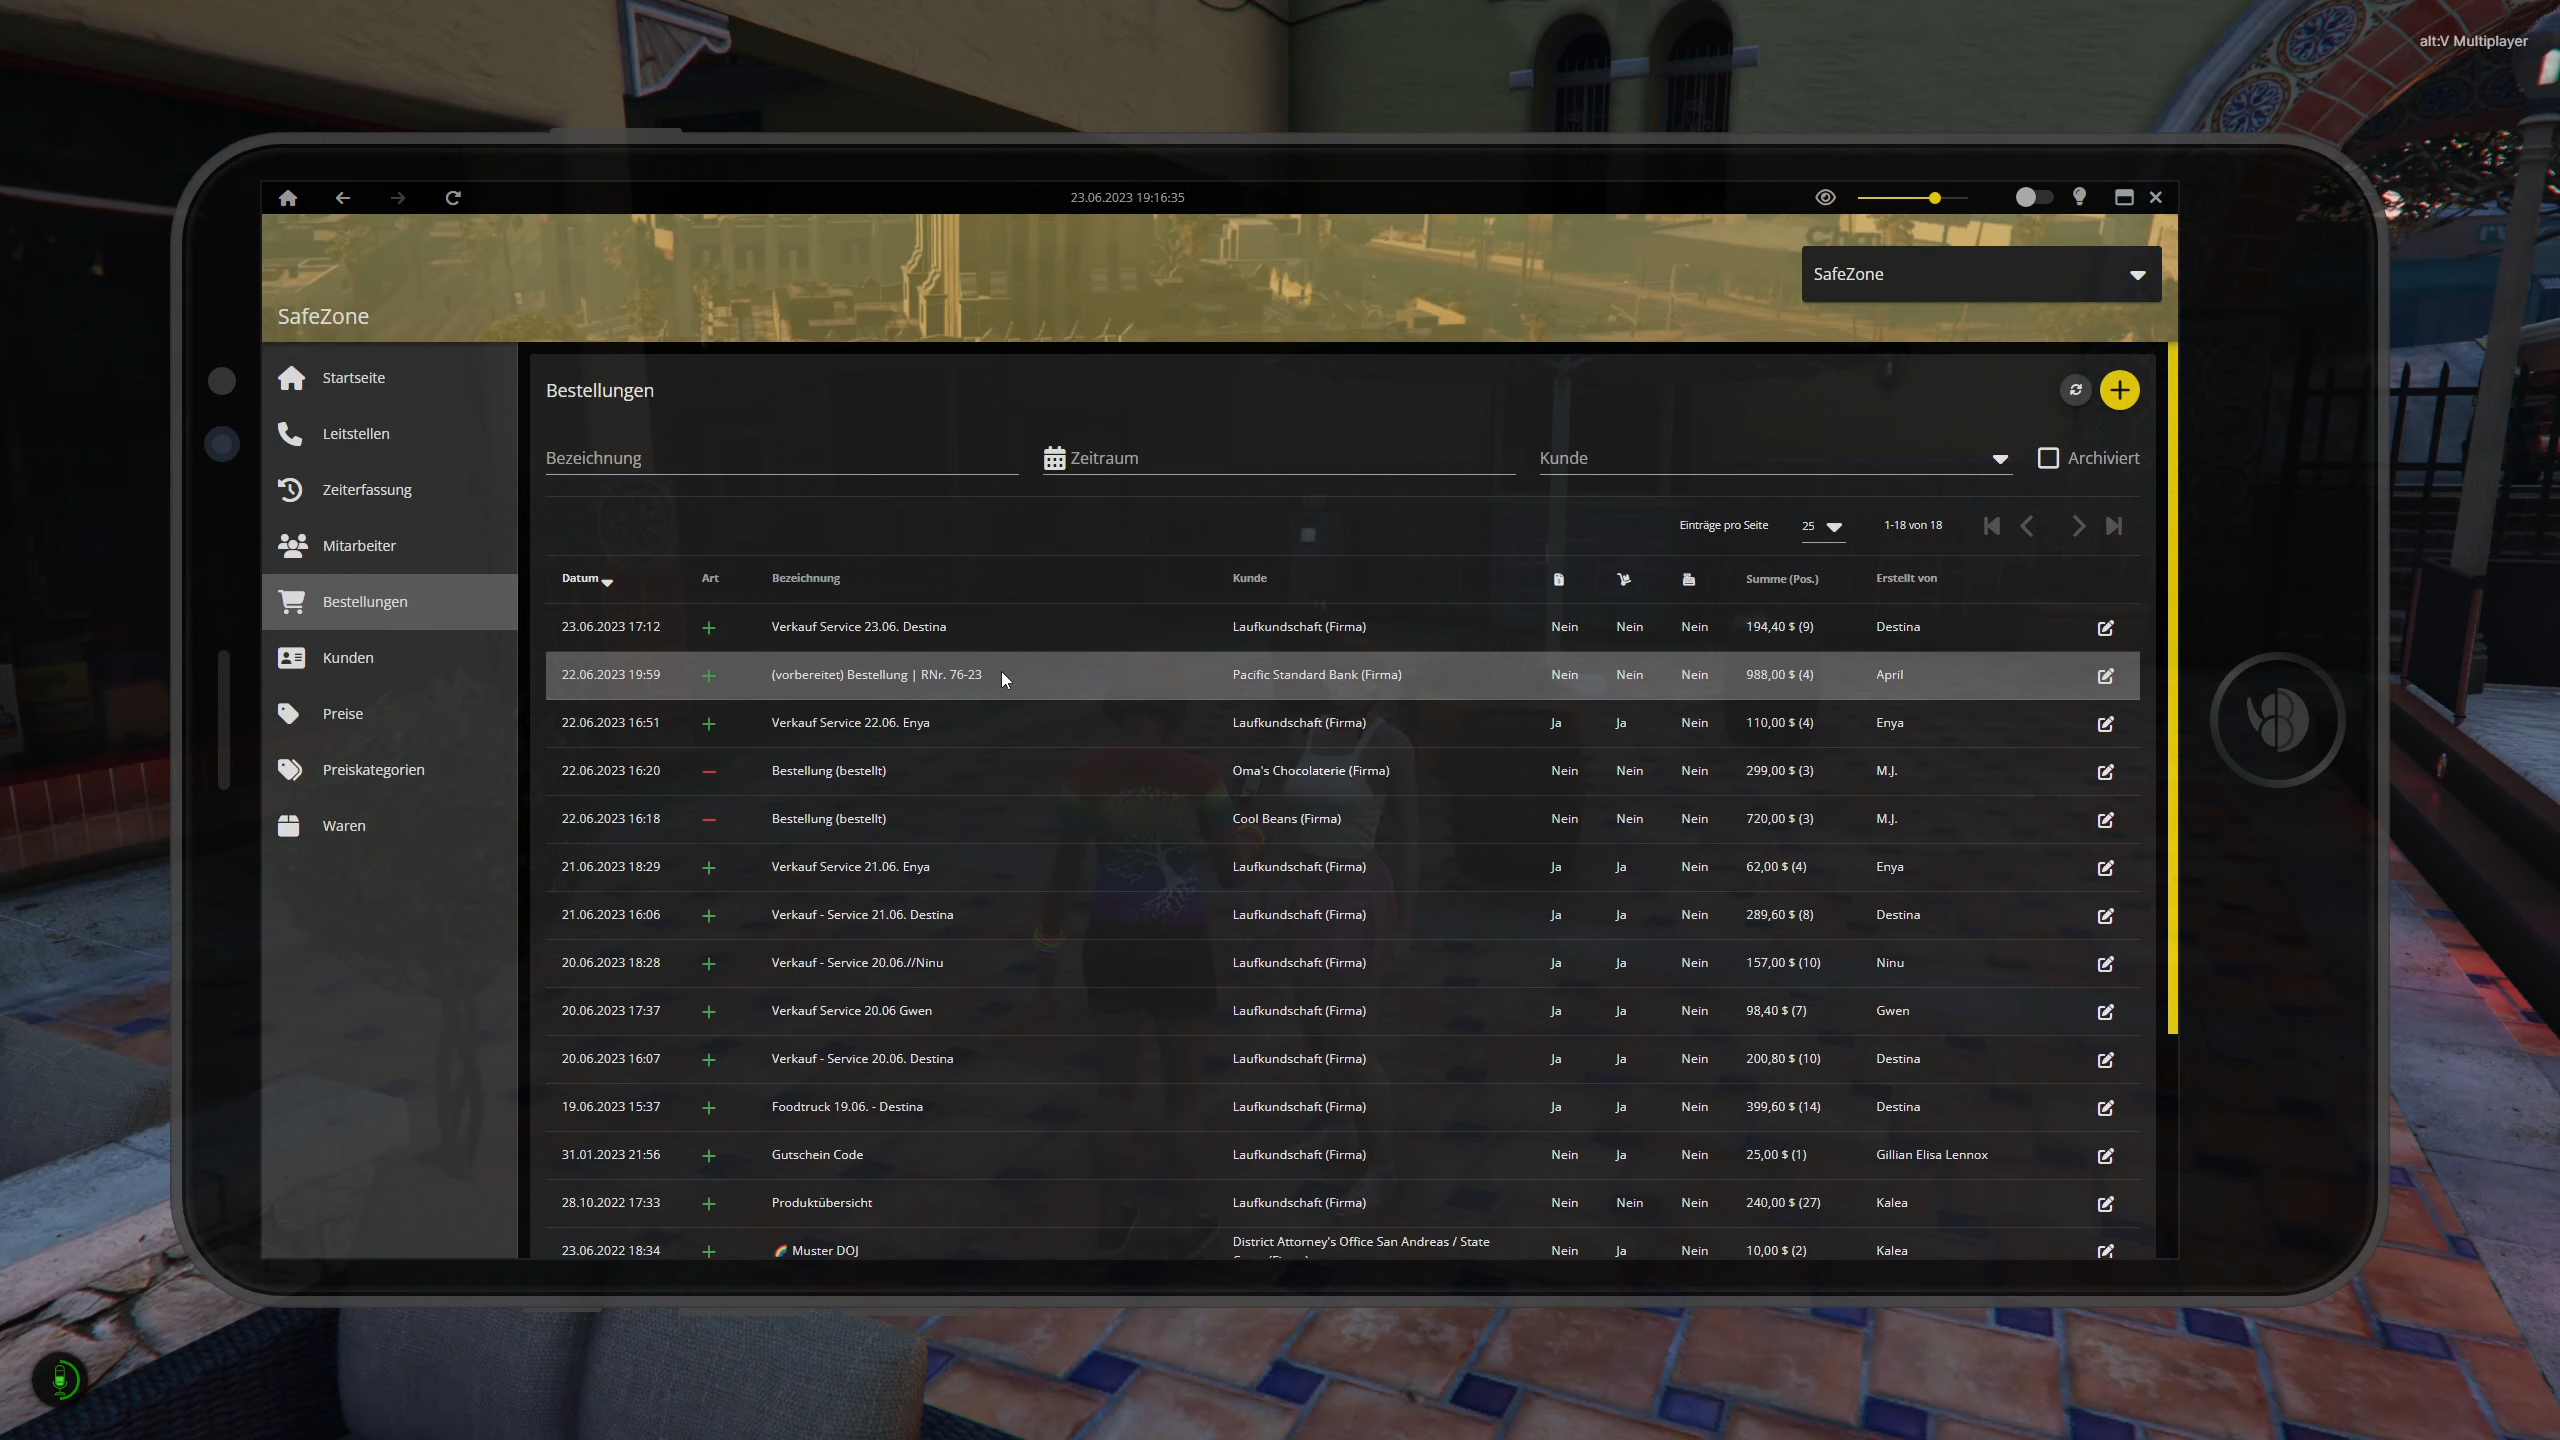 alt:V Multiplayer
23.06.2023 19:16:35
SafeZone
SafeZone
Startseite
Leitstellen
Zeiterfassung
Mitarbeiter
Bestellungen
Kunden
Preise
Preiskategorien
Waren
Bestellungen
Bezeichnung Zeitraum Kunde Archiviert
Einträge pro Seite 25 1-18 von 18
Datum Art Bezeichnung Kunde Summe (Pos.) Erstellt von
23.06.2023 17:12 + Verkauf Service 23.06. Destina Laufkundschaft (Firma) Nein Nein Nein 194,40 $ (9) Destina
22.06.2023 19:59 + (vorbereitet) Bestellung | RNr. 76-23 Pacific Standard Bank (Firma) Nein Nein Nein 988,00 $ (4) April
22.06.2023 16:51 + Verkauf Service 22.06. Enya Laufkundschaft (Firma) Ja Ja Nein 110,00 $ (4) Enya
22.06.2023 16:20 − Bestellung (bestellt) Oma's Chocolaterie (Firma) Nein Nein Nein 299,00 $ (3) M.J.
22.06.2023 16:18 − Bestellung (bestellt) Cool Beans (Firma) Nein Nein Nein 720,00 $ (3) M.J.
21.06.2023 18:29 + Verkauf Service 21.06. Enya Laufkundschaft (Firma) Ja Ja Nein 62,00 $ (4) Enya
21.06.2023 16:06 + Verkauf - Service 21.06. Destina Laufkundschaft (Firma) Ja Ja Nein 289,60 $ (8) Destina
20.06.2023 18:28 + Verkauf - Service 20.06.//Ninu Laufkundschaft (Firma) Ja Ja Nein 157,00 $ (10) Ninu
20.06.2023 17:37 + Verkauf Service 20.06 Gwen Laufkundschaft (Firma) Ja Ja Nein 98,40 $ (7) Gwen
20.06.2023 16:07 + Verkauf - Service 20.06. Destina Laufkundschaft (Firma) Ja Ja Nein 200,80 $ (10) Destina
19.06.2023 15:37 + Foodtruck 19.06. - Destina Laufkundschaft (Firma) Ja Ja Nein 399,60 $ (14) Destina
31.01.2023 21:56 + Gutschein Code Laufkundschaft (Firma) Nein Ja Nein 25,00 $ (1) Gillian Elisa Lennox
28.10.2022 17:33 + Produktübersicht Laufkundschaft (Firma) Nein Nein Nein 240,00 $ (27) Kalea
23.06.2022 18:34 + 🌈 Muster DOJ District Attorney's Office San Andreas / State Nein Ja Nein 10,00 $ (2) Kalea